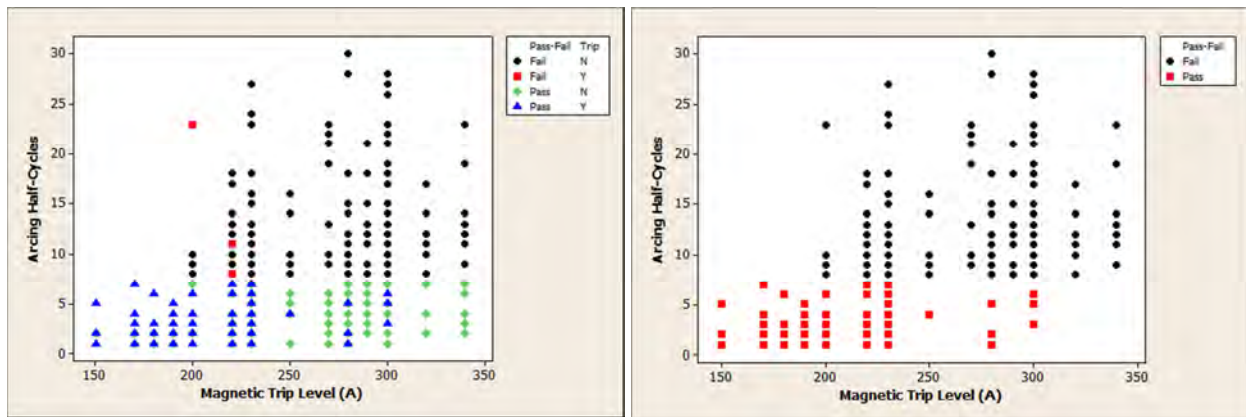 Pass-Fail Trip
Fail N
Fail Y
Pass N
Pass Y
30
25
20
15
10
5
0
Arcing Half-Cycles
150 200 250 300 350
Magnetic Trip Level (A)
Pass-Fail
Fail
Pass
30
25
20
15
10
5
0
Arcing Half-Cycles
150 200 250 300 350
Magnetic Trip Level (A)